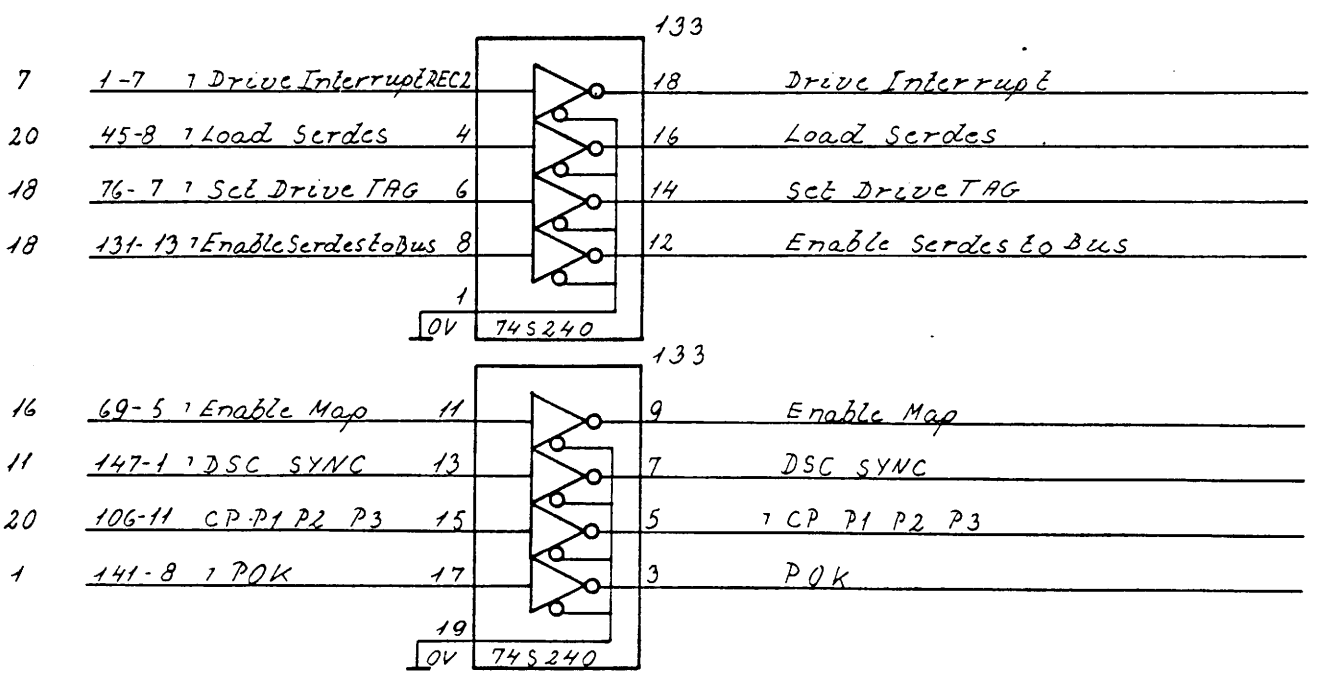 133
7 1-7 ¬ Drive Interrupt REC 2 18 Drive Interrupt
20 45-8 ¬ Load Serdes 4 16 Load Serdes
18 76-7 ¬ Set Drive TAG 6 14 Set Drive TAG
18 131-13 ¬ Enable Serdes to Bus 8 12 Enable Serdes to Bus
1
0V 74S240
133
16 69-5 ¬ Enable Map 11 9 Enable Map
11 147-1 ¬ DSC SYNC 13 7 DSC SYNC
20 106-11 CP·P1 P2 P3 15 5 ¬ CP P1 P2 P3
1 141-8 ¬ POK 17 3 POK
19
0V 74S240